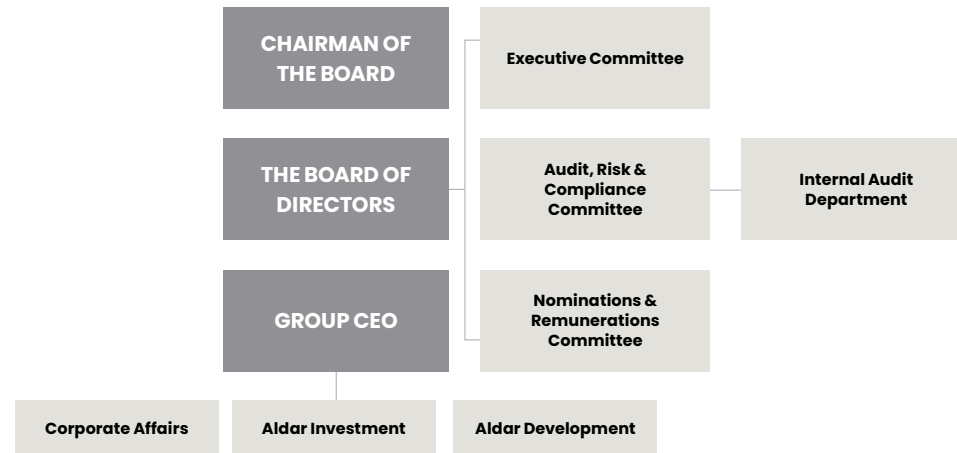 CHAIRMAN OF
THE BOARD
Executive Committee
THE BOARD OF
DIRECTORS
Audit, Risk &
Compliance
Committee
Internal Audit
Department
GROUP CEO
Nominations &
Remunerations
Committee
Corporate Affairs
Aldar Investment
Aldar Development